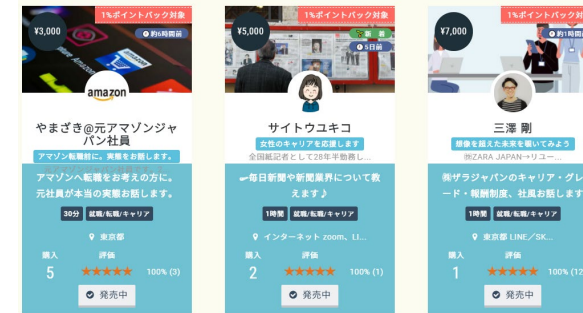 1%ポイントバック対象
¥3,000
約6時間前
amazon
やまざき@元アマゾンジャ
パン社員
アマゾン転職前に。実態をお話します。
アマゾンへ転職をお考えの方に。
元社員が本当の実態お話します。
30分 就職/転職/キャリア
東京都
購入 評価
5 100% (3)
発売中
1%ポイントバック対象
¥5,000
新着
5日前
サイトウユキコ
女性のキャリアを応援します
全国紙記者として28年半勤務し...
毎日新聞や新聞業界について教
えます♪
1時間 就職/転職/キャリア
インターネット zoom、LI...
購入 評価
2 100% (1)
発売中
1%ポイントバック対象
¥7,000
約1時間前
三澤 剛
想像を超えた未来を覗いてみよう
㈱ZARA JAPAN→リユー...
㈱ザラジャパンのキャリア・グレ
ード・報酬制度、社風お話します
1時間 就職/転職/キャリア
東京都 LINE/SK...
購入 評価
1 100% (12
発売中